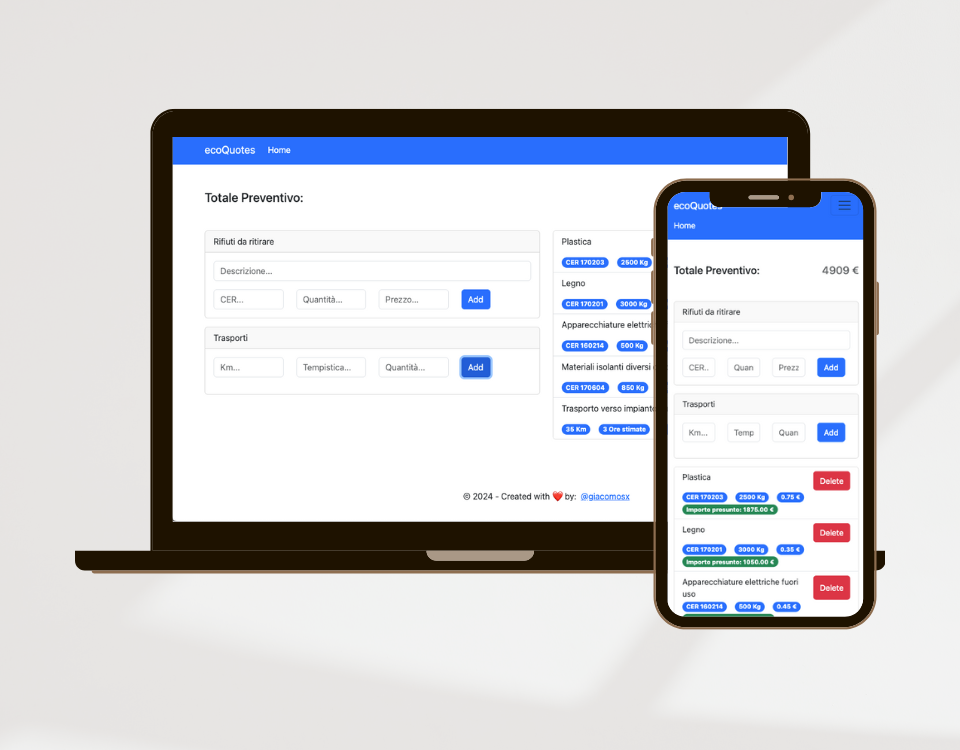 ecoQuotes Home
Totale Preventivo:
Rifiuti da ritirare
Descrizione...
CER... Quantità... Prezzo... Add
Trasporti
Km... Tempistica... Quantità... Add
Plastica
CER 170203 2500 Kg
Legno
CER 170201 3000 Kg
Apparecchiature elettric
CER 160214 500 Kg
Materiali isolanti diversi
CER 170604 850 Kg
Trasporto verso impianto
35 Km 3 Ore stimate
© 2024 - Created with ❤️ by: @giacomosx
ecoQuotes
Home
Totale Preventivo: 4909 €
Rifiuti da ritirare
Descrizione...
CER.. Quan Prezz Add
Trasporti
Km... Temp Quan Add
Plastica Delete
CER 170203 2500 Kg 0.75 €
Importo presunto: 1875.00 €
Legno Delete
CER 170201 3000 Kg 0.35 €
Importo presunto: 1050.00 €
Apparecchiature elettriche fuori
uso Delete
CER 160214 500 Kg 0.45 €